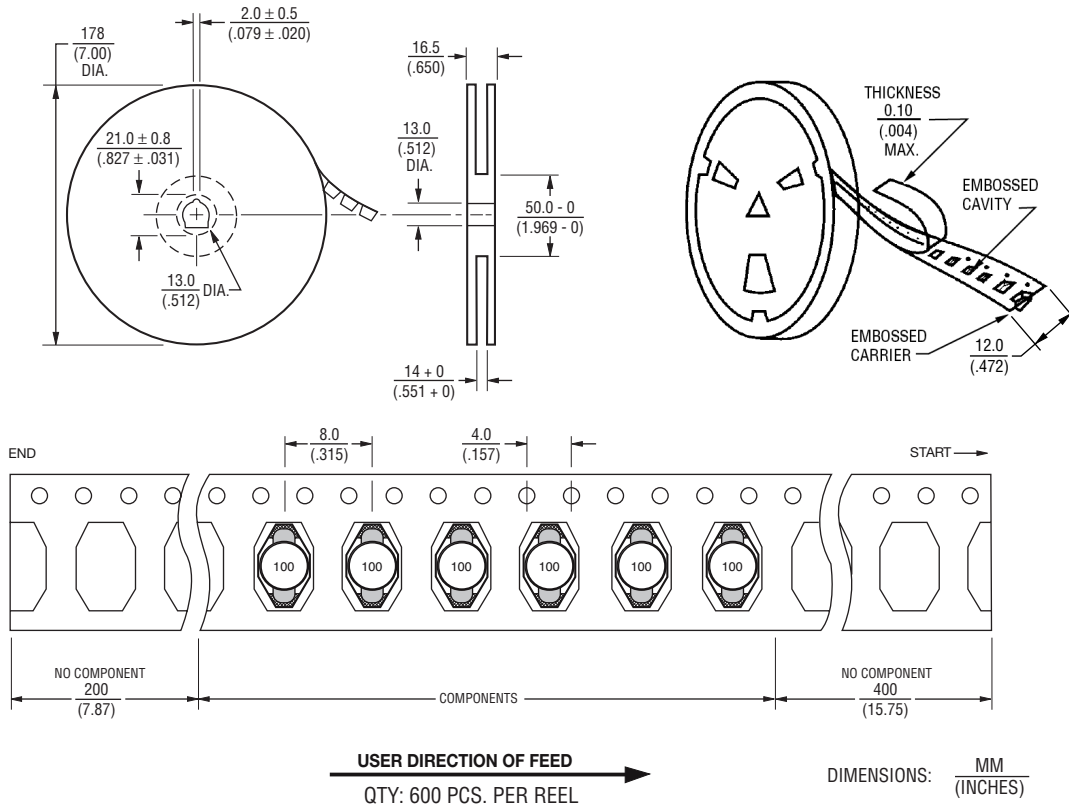 2.0 ± 0.5
(.079 ± .020)
178
(7.00)
DIA.
16.5
(.650)
21.0 ± 0.8
(.827 ± .031)
13.0
(.512)
DIA.
50.0 - 0
(1.969 - 0)
13.0
(.512)
DIA.
14 + 0
(.551 + 0)
THICKNESS
0.10
(.004)
MAX.
EMBOSSED
CAVITY
EMBOSSED
CARRIER
12.0
(.472)
END
8.0
(.315)
4.0
(.157)
START
100
100
100
100
100
100
NO COMPONENT
200
(7.87)
COMPONENTS
NO COMPONENT
400
(15.75)
USER DIRECTION OF FEED
QTY: 600 PCS. PER REEL
DIMENSIONS:
MM
(INCHES)